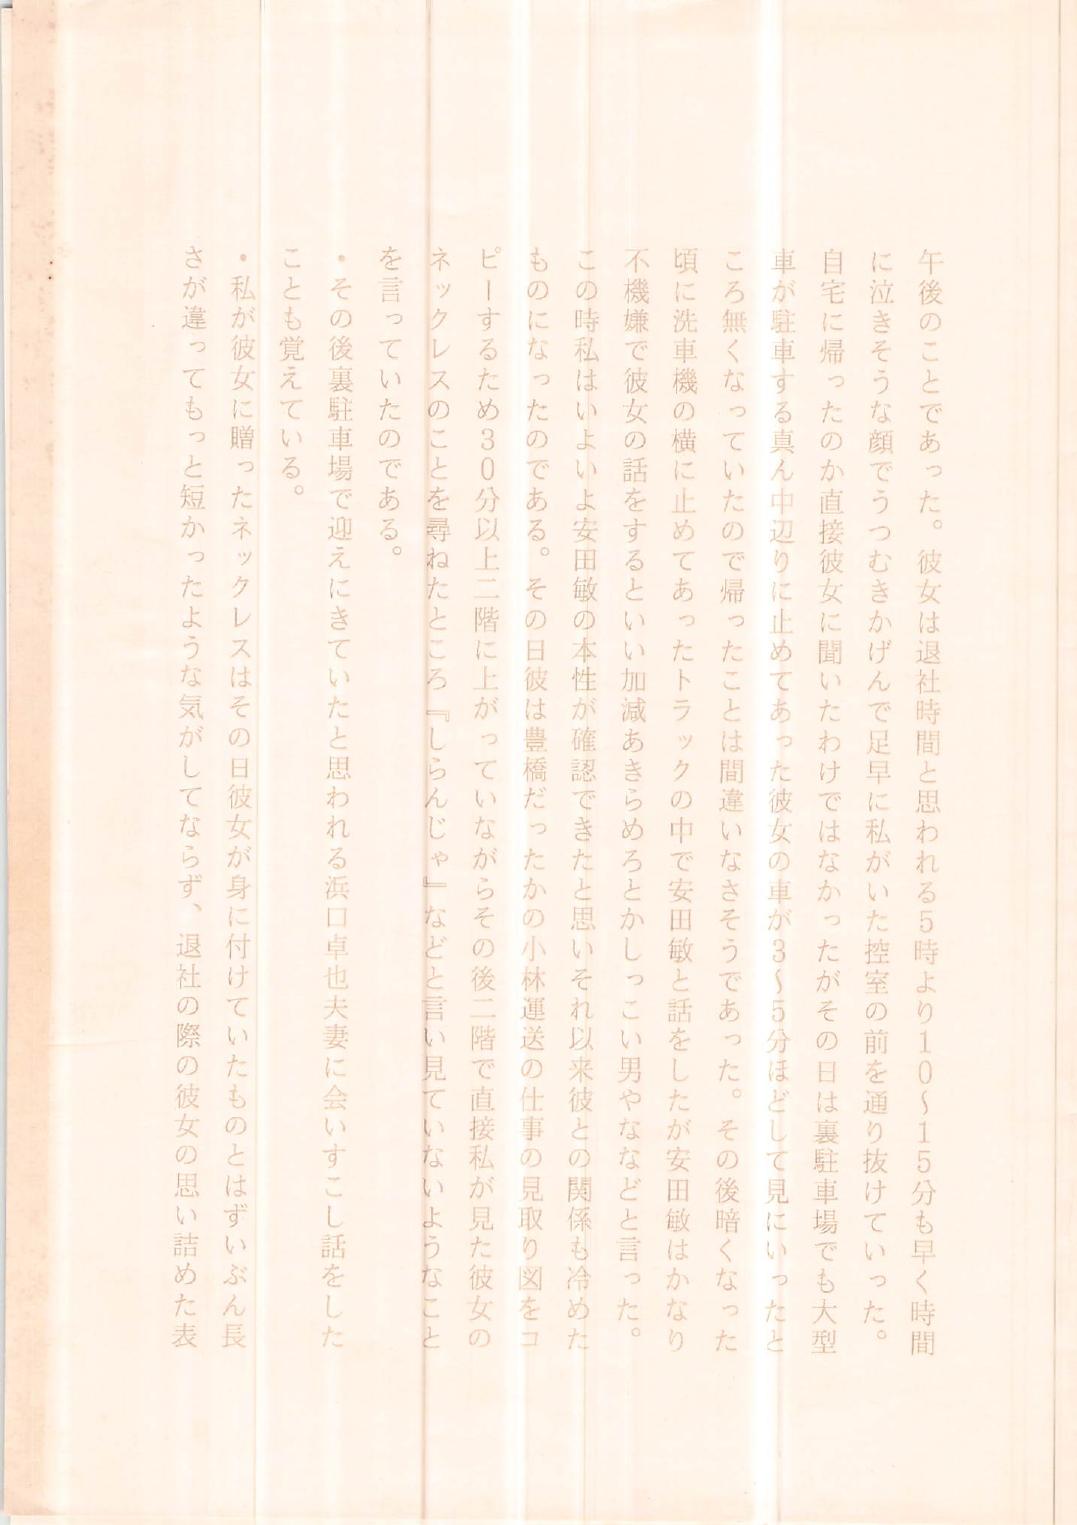 午後のことであった。彼女は退社時間と思われる5時より10～15分も早く時間
に泣きそうな顔でうつむきかげんで足早に私がいた控室の前を通り抜けていった。
自宅に帰ったのか直接彼女に聞いたわけではなかったがその日は裏駐車場でも大型
車が駐車する真ん中辺りに止めてあった彼女の車が3～5分ほどして見にいったと
ころ無くなっていたので帰ったことは間違いなさそうであった。その後暗くなった
頃に洗車機の横に止めてあったトラックの中で安田敏と話をしたが安田敏はかなり
不機嫌で彼女の話をするといい加減あきらめろとかしっこい男やななどと言った。
この時私はいよいよ安田敏の本性が確認できたと思いそれ以来彼との関係も冷めた
ものになったのである。その日彼は豊橋だったかの小林運送の仕事の見取り図をコ
ピーするため30分以上二階に上がっていながらその後二階で直接私が見た彼女の
ネックレスのことを尋ねたところ『しらんじゃ』などと言い見ていないようなこと
を言っていたのである。
・その後裏駐車場で迎えにきていたと思われる浜口卓也夫妻に会いすこし話をした
ことも覚えている。
・私が彼女に贈ったネックレスはその日彼女が身に付けていたものとはずいぶん長
さが違ってもっと短かったような気がしてならず、退社の際の彼女の思い詰めた表